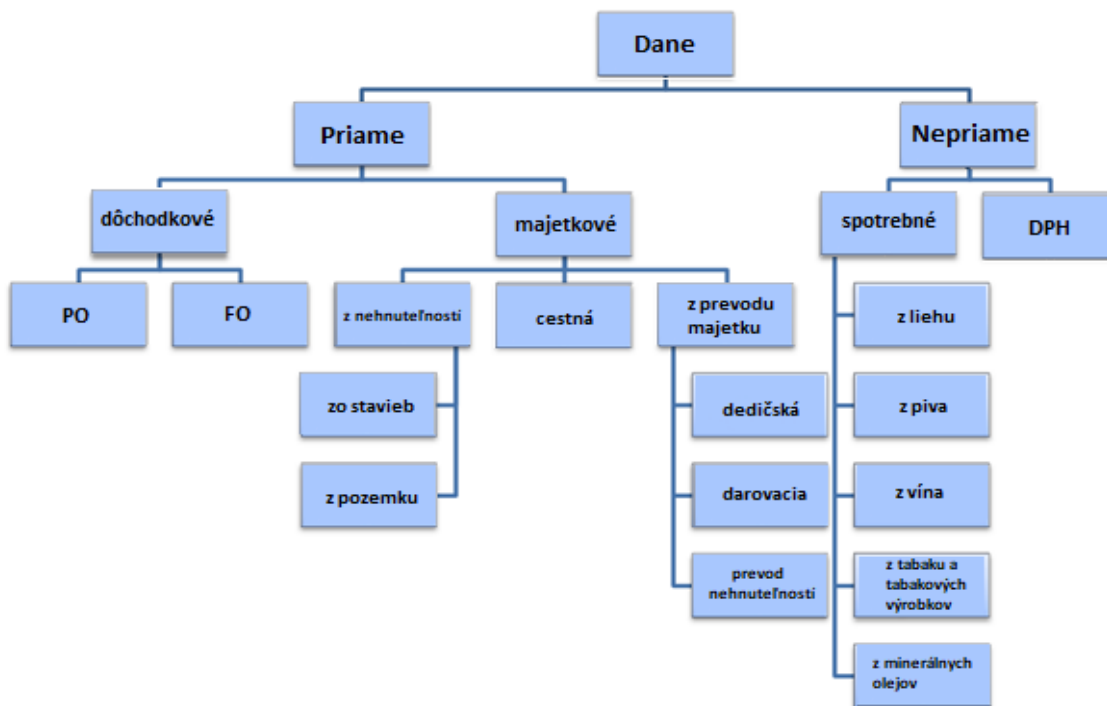 Dane
Priame
Nepriame
dôchodkové
majetkové
spotrebné
DPH
PO
FO
z nehnuteľností
cestná
z prevodu
majetku
z liehu
zo stavieb
dedičská
z piva
z pozemku
darovacia
z vína
prevod
nehnuteľností
z tabaku a
tabakových
výrobkov
z minerálnych
olejov